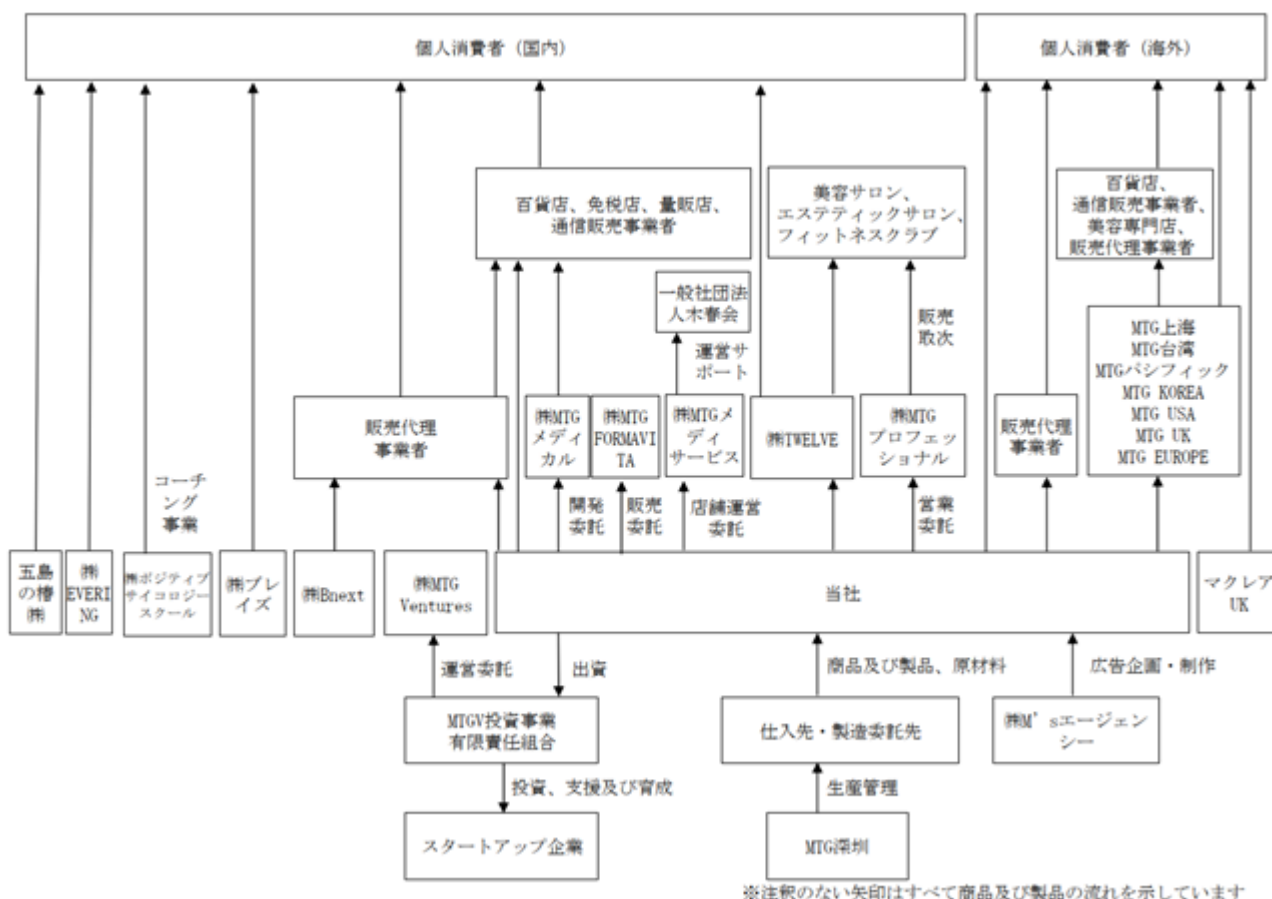 個人消費者（国内）
個人消費者（海外）
百貨店、免税店、量販店、
通信販売事業者
美容サロン、
エステティックサロン、
フィットネスクラブ
百貨店、
通信販売事業者、
美容専門店、
販売代理事業者
一般社団法
人木春会
運営サ
ポート
販売
取次
MTG上海
MTG台湾
MTGパシフィック
MTG KOREA
MTG USA
MTG UK
MTG EUROPE
販売代理
事業者
㈱MTG
メディ
カル
㈱MTG
FORMAVI
TA
㈱MTGメ
ディ
サービス
㈱TWELVE
㈱MTG
プロフェッ
ショナル
販売代理
事業者
コーチ
ング
事業
開発
委託
販売
委託
店舗運営
委託
営業
委託
五島
の椿
㈱
㈱
EVERI
NG
㈱ポジティブ
サイコロジー
スクール
㈱ブレ
イズ
㈱Bnext
㈱MTG
Ventures
当社
マクレア
UK
運営委託
出資
商品及び製品、原材料
広告企画・制作
MTGV投資事業
有限責任組合
仕入先・製造委託先
㈱M’sエージェン
シー
投資、支援及び育成
生産管理
スタートアップ企業
MTG深圳
※注釈のない矢印はすべて商品及び製品の流れを示しています